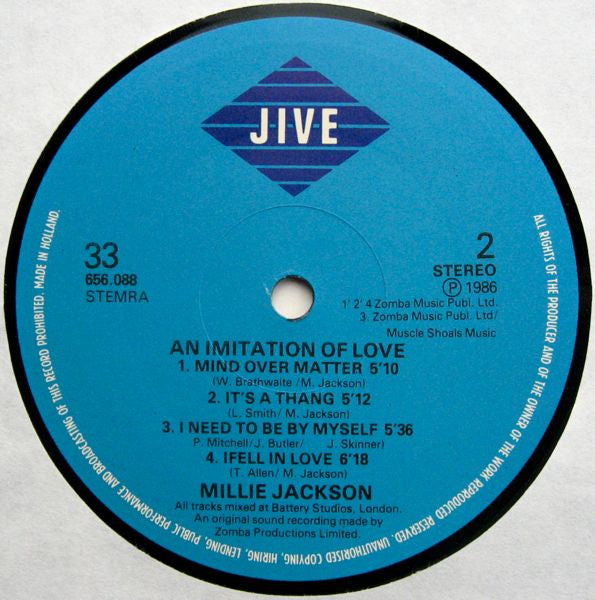 JIVE
33
656.088
STEMRA
2
STEREO
Ⓟ 1986
1' 2' 4 Zomba Music Publ. Ltd.
3. Zomba Music Publ. Ltd/
Muscle Shoals Music
AN IMITATION OF LOVE
1. MIND OVER MATTER 5'10
(W. Brathwaite /M. Jackson)
2. IT'S A THANG 5'12
(L. Smith/ M. Jackson)
3. I NEED TO BE BY MYSELF 5'36
P. Mitchell/J. Butler/ J. Skinner)
4. IFELL IN LOVE 6'18
(T. Allen/ M. Jackson)
MILLIE JACKSON
All tracks mixed at Battery Studios, London.
An original sound recording made by
Zomba Productions Limited.
ALL RIGHTS OF THE PRODUCER AND OF THE OWNER OF THE WORK REPRODUCED RESERVED. UNAUTHORISED COPYING, HIRING, LENDING, PUBLIC PERFORMANCE AND BROADCASTING OF THIS RECORD PROHIBITED. MADE IN HOLLAND.